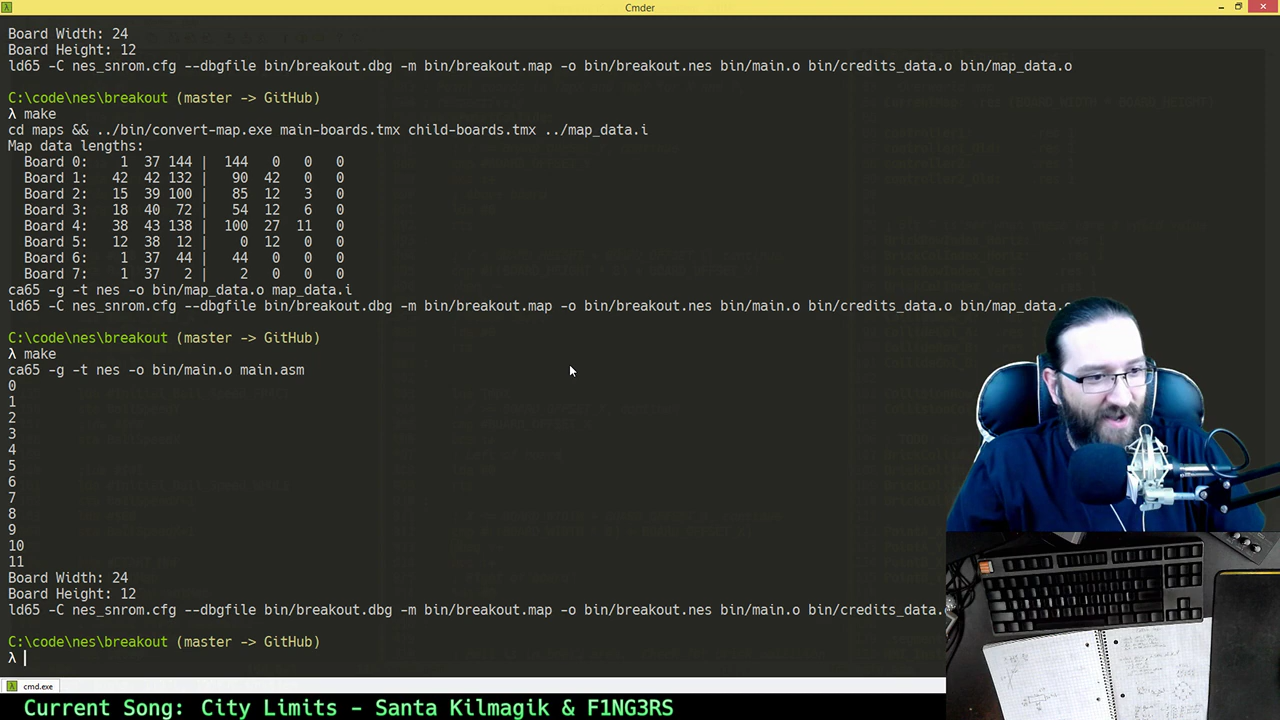 Cmder
Board Width: 24
Board Height: 12
ld65 -C nes_snrom.cfg --dbgfile bin/breakout.dbg -m bin/breakout.map -o bin/breakout.nes bin/main.o bin/credits_data.o bin/map_data.o
C:\code\nes\breakout (master -> GitHub)
λ make
cd maps && ../bin/convert-map.exe main-boards.tmx child-boards.tmx ../map_data.i
Map data lengths:
Board 0: 1 37 144 | 144 0 0 0
Board 1: 42 42 132 | 90 42 0 0
Board 2: 15 39 100 | 85 12 3 0
Board 3: 18 40 72 | 54 12 6 0
Board 4: 38 43 138 | 100 27 11 0
Board 5: 12 38 12 | 0 12 0 0
Board 6: 1 37 44 | 44 0 0 0
Board 7: 1 37 2 | 2 0 0 0
ca65 -g -t nes -o bin/map_data.o map_data.i
ld65 -C nes_snrom.cfg --dbgfile bin/breakout.dbg -m bin/breakout.map -o bin/breakout.nes bin/main.o bin/credits_data.o bin/map_data.o
C:\code\nes\breakout (master -> GitHub)
λ make
ca65 -g -t nes -o bin/main.o main.asm
0
1
2
3
4
5
6
7
8
9
10
11
Board Width: 24
Board Height: 12
ld65 -C nes_snrom.cfg --dbgfile bin/breakout.dbg -m bin/breakout.map -o bin/breakout.nes bin/main.o bin/credits_data.
C:\code\nes\breakout (master -> GitHub)
λ
cmd.exe
Current Song: City Limits - Santa Kilmagik & F1NG3RS